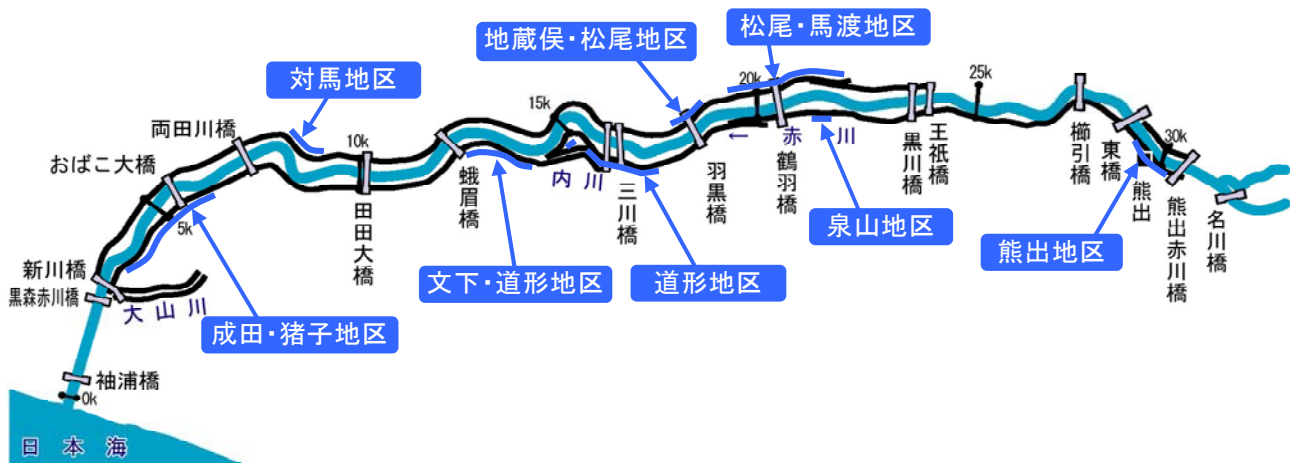 地蔵俣・松尾地区
松尾・馬渡地区
対馬地区
20k
25k
15k
両田川橋
10k
おばこ大橋
← 赤川
30k
5k
内川
蛾眉橋
田田大橋
三川橋
羽黒橋
鶴羽橋
黒川橋
王祇橋
櫛引橋
東橋
熊出
熊出赤川橋
名川橋
泉山地区
熊出地区
文下・道形地区
道形地区
新川橋
黒森赤川橋
大山川
成田・猪子地区
袖浦橋
0k
日本海